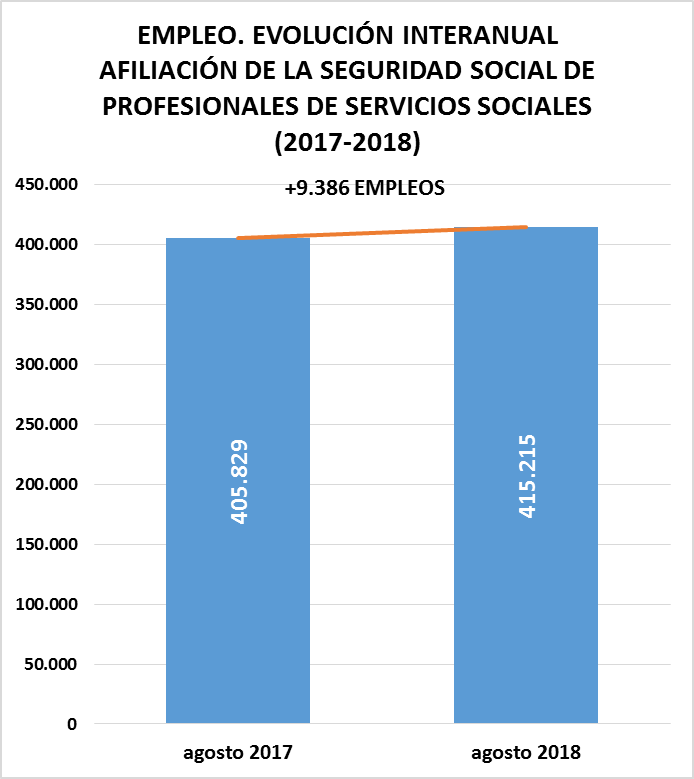 EMPLEO. EVOLUCIÓN INTERANUAL
AFILIACIÓN DE LA SEGURIDAD SOCIAL DE
PROFESIONALES DE SERVICIOS SOCIALES
(2017-2018)
+9.386 EMPLEOS
450.000
400.000
350.000
300.000
250.000
200.000
150.000
100.000
50.000
0
405.829
415.215
agosto 2017
agosto 2018